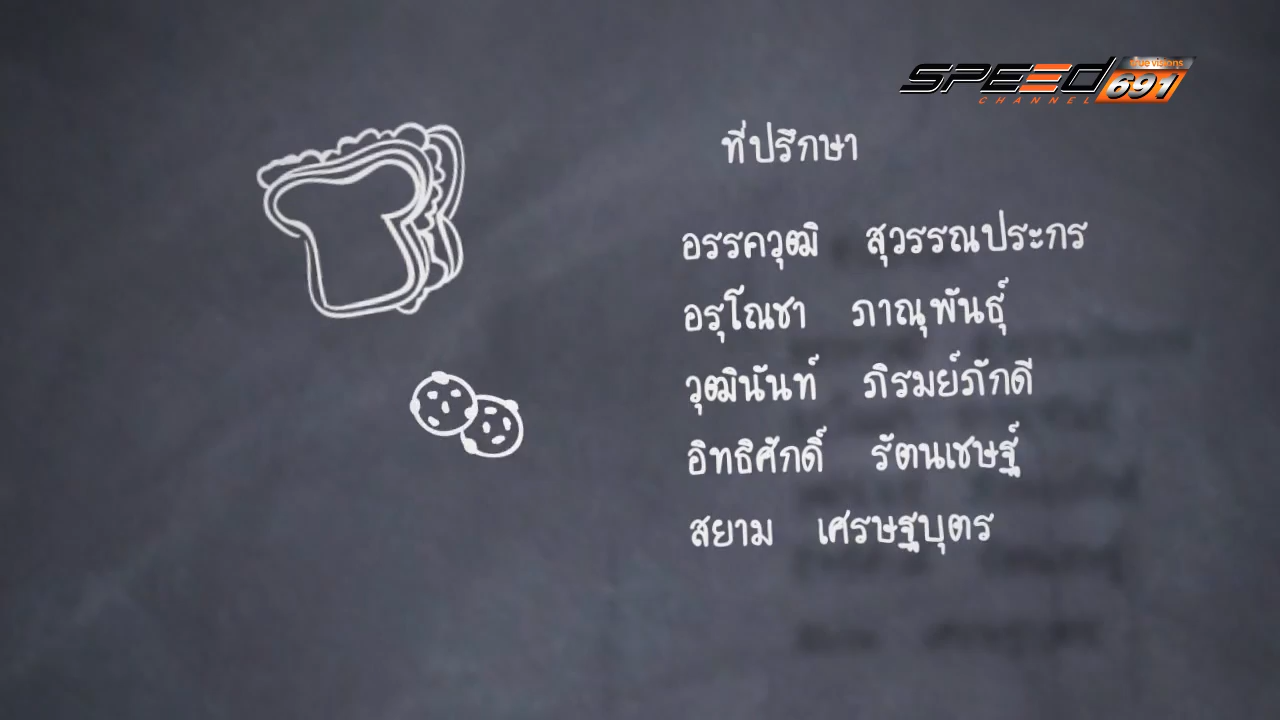 true visions
SPEED 691
CHANNEL
ที่ปรึกษา
อรรควุฒิ สุวรรณประกร
อรุโณชา ภาณุพันธุ์
วุฒินันท์ ภิรมย์ภักดี
อิทธิศักดิ์ รัตนเชษฐ์
สยาม เศรษฐบุตร